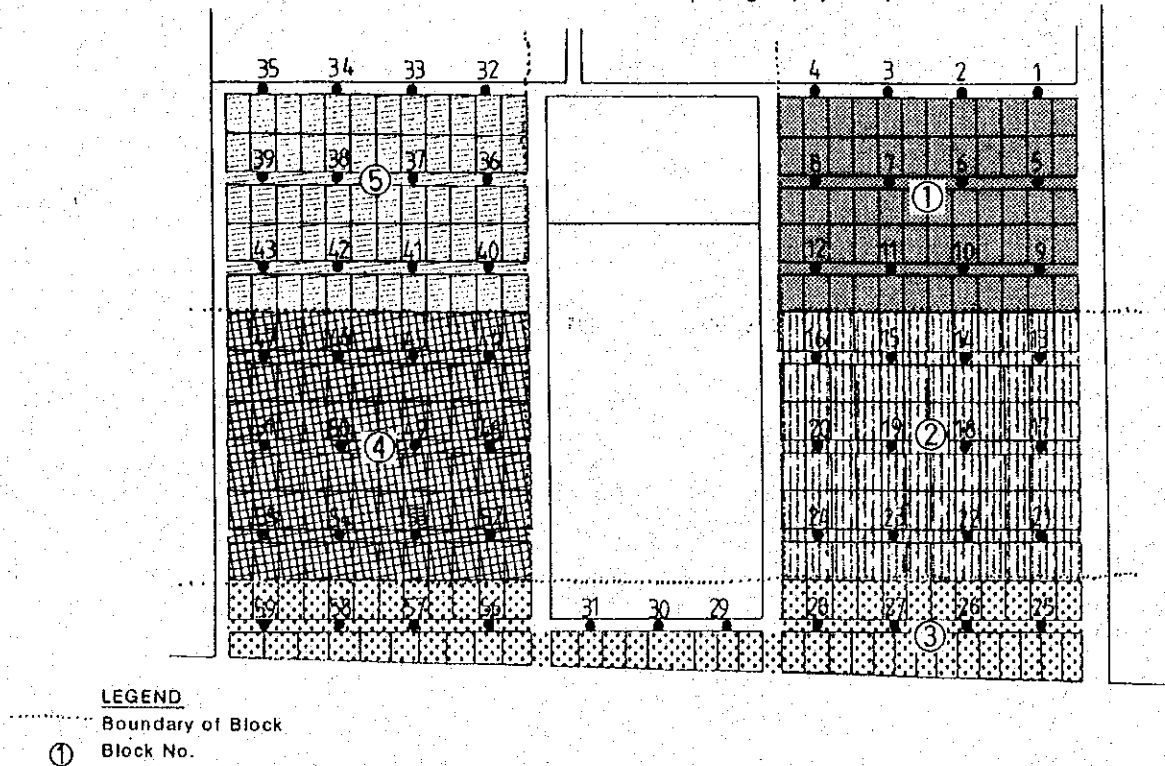 35 34 33 32 4 3 2 1
39 38 37 36 8 7 6 5
5 1
43 42 41 40 12 11 10 9
16 15 14 13
20 19 18 17
4 2
24 23 22 21
59 58 57 56 31 30 29 28 27 26 25
3
LEGEND
Boundary of Block
1 Block No.